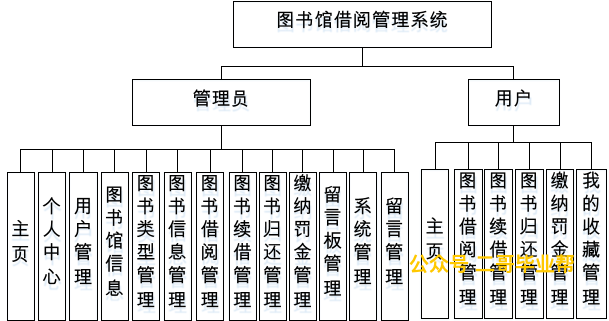 图书馆借阅管理系统
管理员
用户
主页
个人中心
用户管理
图书馆信息
图书类型管理
图书信息管理
图书借阅管理
图书续借管理
图书归还管理
缴纳罚金管理
留言板管理
系统管理
留言管理
主页
图书借阅管理
图书续借管理
图书归还管理
缴纳罚金管理
我的收藏管理
公众号 二哥毕业帮